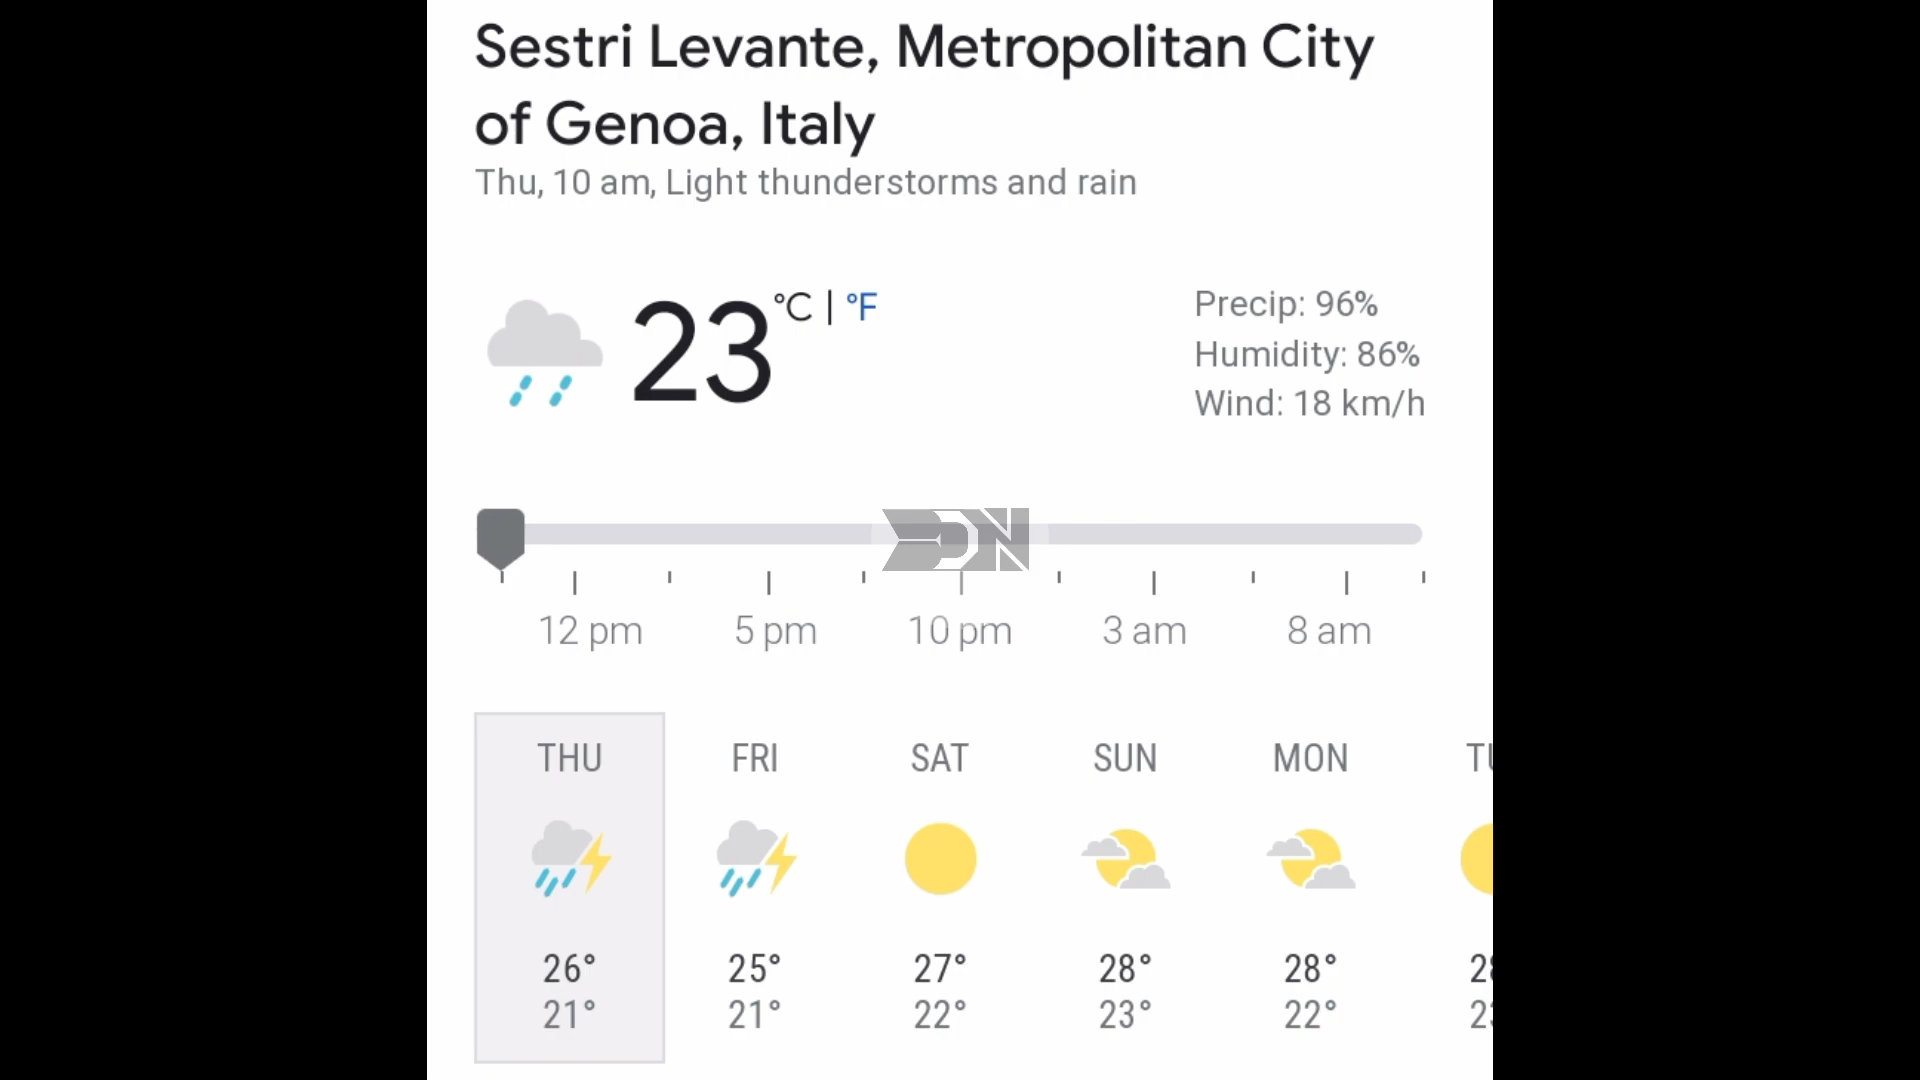 Sestri Levante, Metropolitan City
of Genoa, Italy
Thu, 10 am, Light thunderstorms and rain
23 °C | °F
Precip: 96%
Humidity: 86%
Wind: 18 km/h
DN
12 pm 5 pm 10 pm 3 am 8 am
THU FRI SAT SUN MON
26° 25° 27° 28° 28°
21° 21° 22° 23° 22°